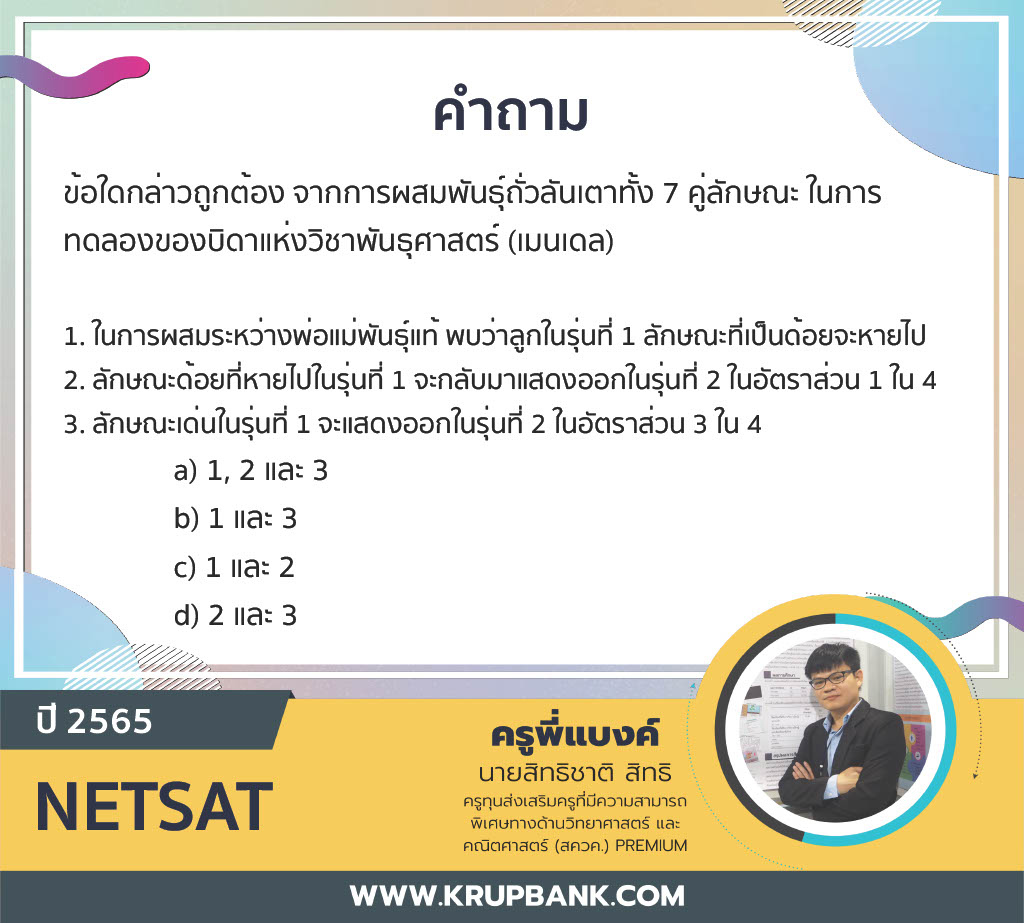 คำถาม
ข้อใดกล่าวถูกต้อง จากการผสมพันธุ์ถั่วลันเตาทั้ง 7 คู่ลักษณะ ในการ
ทดลองของบิดาแห่งวิชาพันธุศาสตร์ (เมนเดล)
1. ในการผสมระหว่างพ่อแม่พันธุ์แท้ พบว่าลูกในรุ่นที่ 1 ลักษณะที่เป็นด้อยจะหายไป
2. ลักษณะด้อยที่หายไปในรุ่นที่ 1 จะกลับมาแสดงออกในรุ่นที่ 2 ในอัตราส่วน 1 ใน 4
3. ลักษณะเด่นในรุ่นที่ 1 จะแสดงออกในรุ่นที่ 2 ในอัตราส่วน 3 ใน 4
a) 1, 2 และ 3
b) 1 และ 3
c) 1 และ 2
d) 2 และ 3
ปี 2565
NETSAT
ครูพี่แบงค์
นายสิทธิชาติ สิทธิ
ครูทุนส่งเสริมครูที่มีความสามารถ
พิเศษทางด้านวิทยาศาสตร์ และ
คณิตศาสตร์ (สควค.) PREMIUM
WWW.KRUPBANK.COM